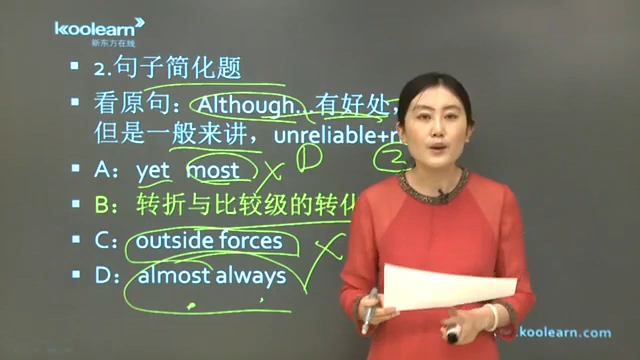 koolearn
新东方在线
2.句子简化题
看原句：Although...有好处，
但是一般来讲，unreliable+
A： yet most
D
2
B： 转折与比较级的转化
C： outside forces
D： almost always
.koolearn.com